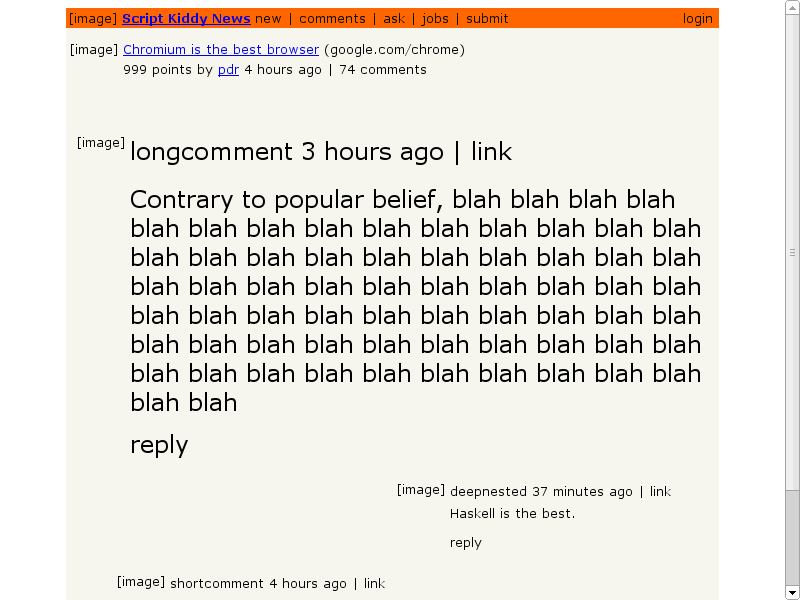 [image] Script Kiddy News new | comments | ask | jobs | submit login
[image] Chromium is the best browser (google.com/chrome)
999 points by pdr 4 hours ago | 74 comments
[image] longcomment 3 hours ago | link
Contrary to popular belief, blah blah blah blah
blah blah blah blah blah blah blah blah blah blah
blah blah blah blah blah blah blah blah blah blah
blah blah blah blah blah blah blah blah blah blah
blah blah blah blah blah blah blah blah blah blah
blah blah blah blah blah blah blah blah blah blah
blah blah blah blah blah blah blah blah blah blah
blah blah
reply
[image] deepnested 37 minutes ago | link
Haskell is the best.
reply
[image] shortcomment 4 hours ago | link